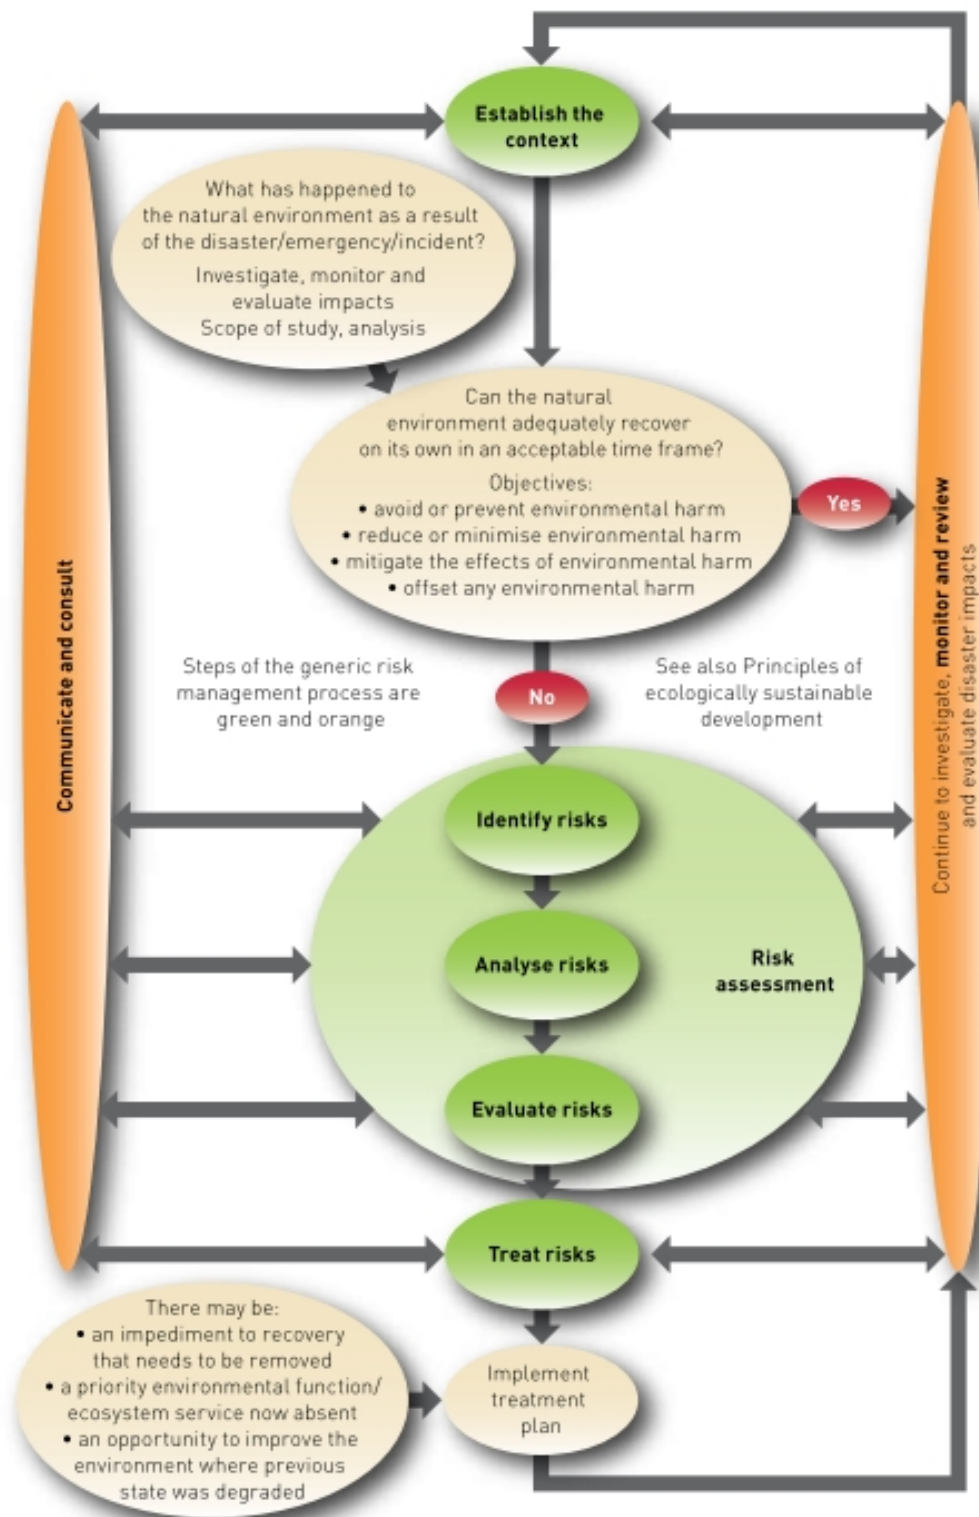 Establish the
context
What has happened to
the natural environment as a result
of the disaster/emergency/incident?
Investigate, monitor and
evaluate impacts
Scope of study, analysis
Can the natural
environment adequately recover
on its own in an acceptable time frame?
Objectives:
• avoid or prevent environmental harm
• reduce or minimise environmental harm
• mitigate the effects of environmental harm
• offset any environmental harm
Yes
Communicate and consult
Continue to investigate, monitor and review
and evaluate disaster impacts
Steps of the generic risk
management process are
green and orange
No
See also Principles of
ecologically sustainable
development
Identify risks
Analyse risks
Risk
assessment
Evaluate risks
Treat risks
There may be:
• an impediment to recovery
that needs to be removed
• a priority environmental function/
ecosystem service now absent
• an opportunity to improve the
environment where previous
state was degraded
Implement
treatment
plan